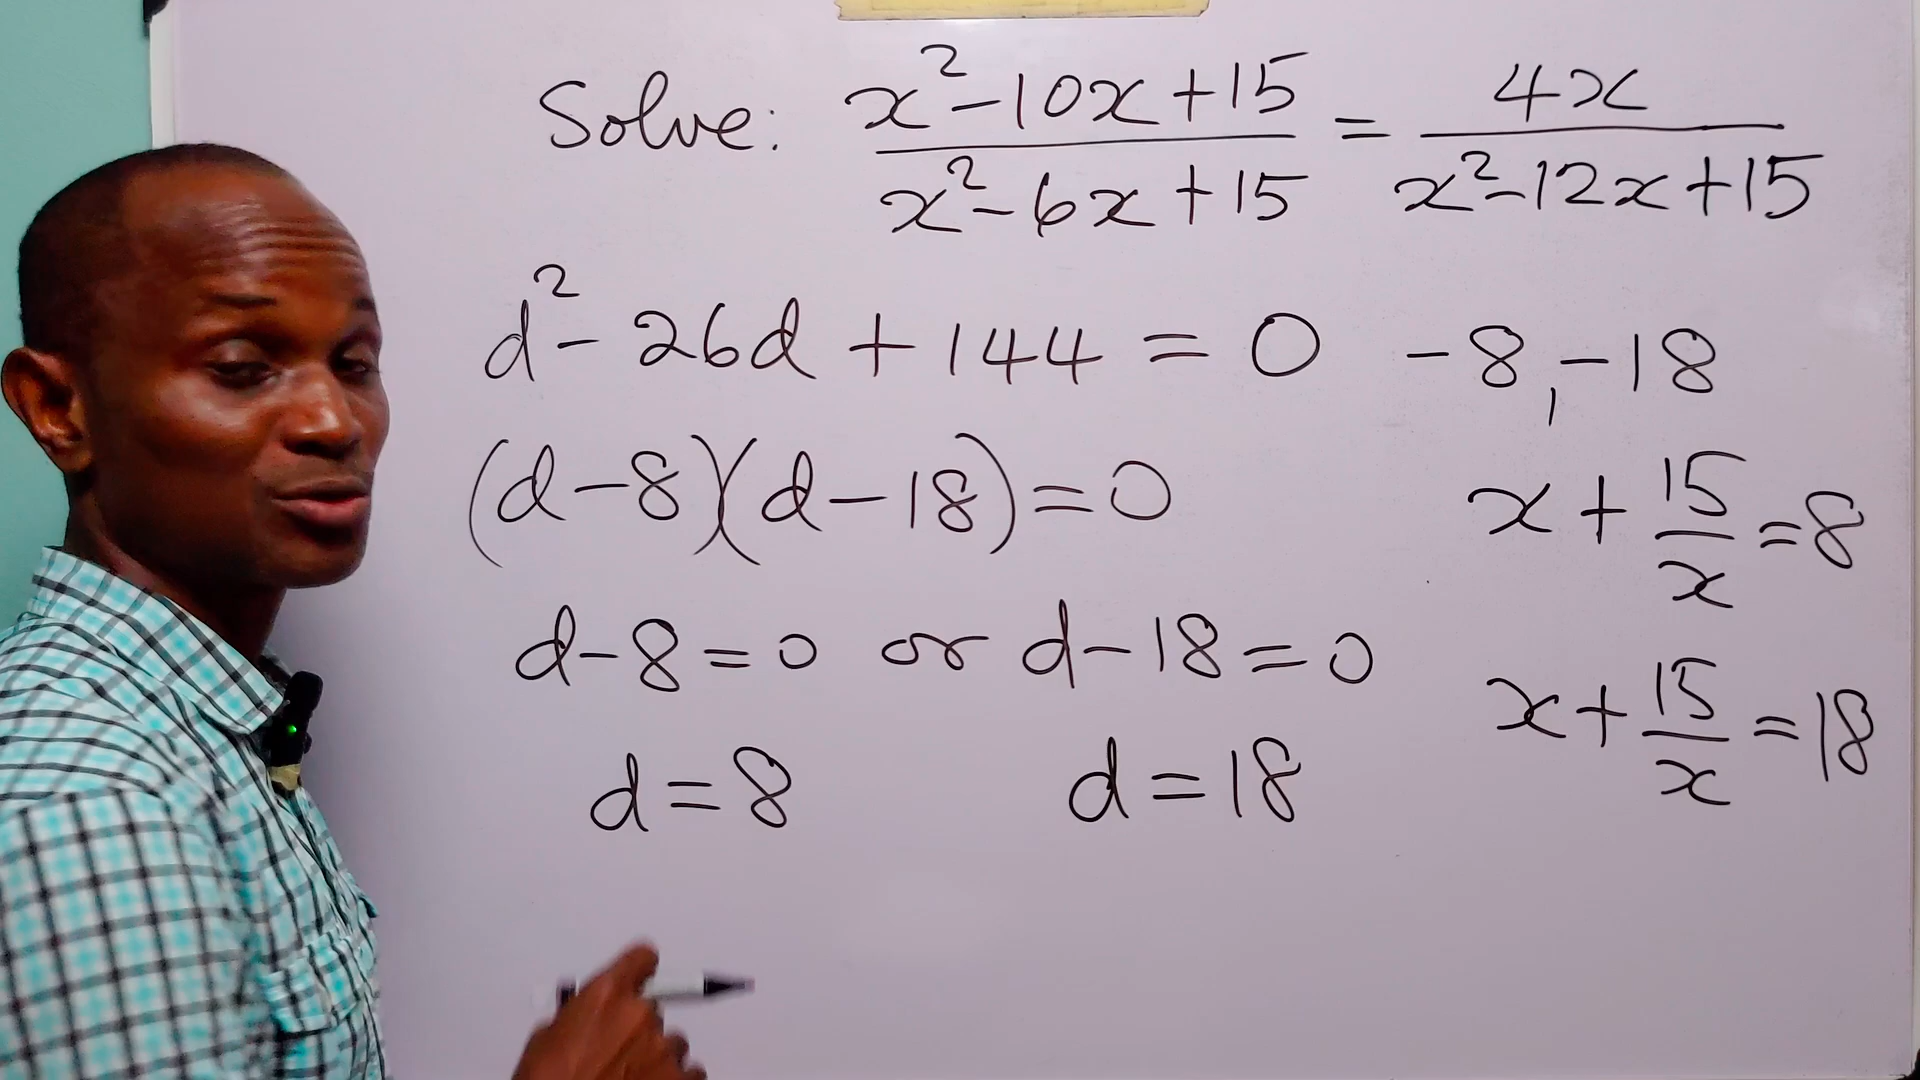 Solve: x²-10x+15 / x²-6x+15 = 4x / x²-12x+15
d²-26d+144=0 -8,-18
(d-8)(d-18)=0
x+15/x=8
d-8=0 or d-18=0
x+15/x=18
d=8 d=18